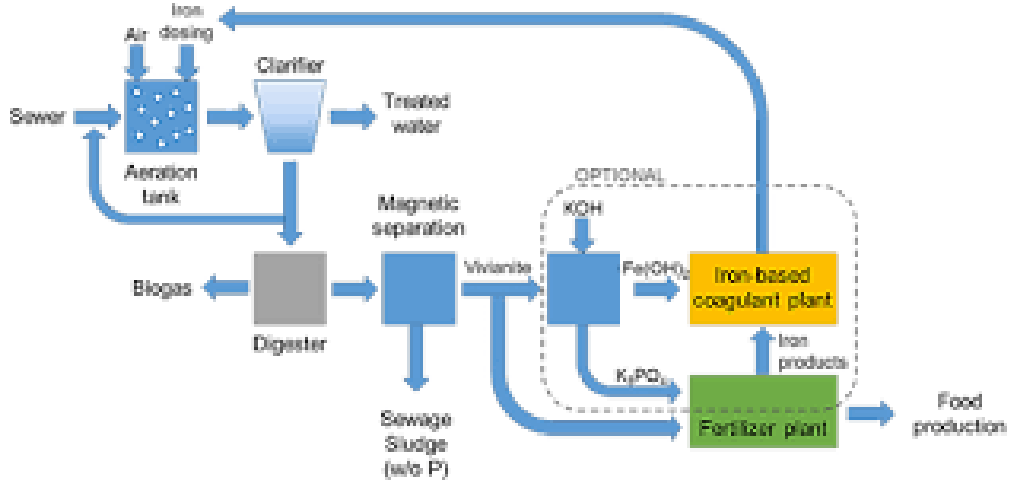 Iron
dosing
Air
Clarifier
Sewer
Treated
water
Aeration
tank
OPTIONAL
Magnetic
separation
KOH
Vivianite
Fe(OH)2
Iron-based
coagulant plant
Biogas
Digester
Iron
products
K3PO4
Sewage
Sludge
(w/o P)
Fertilizer plant
Food
production